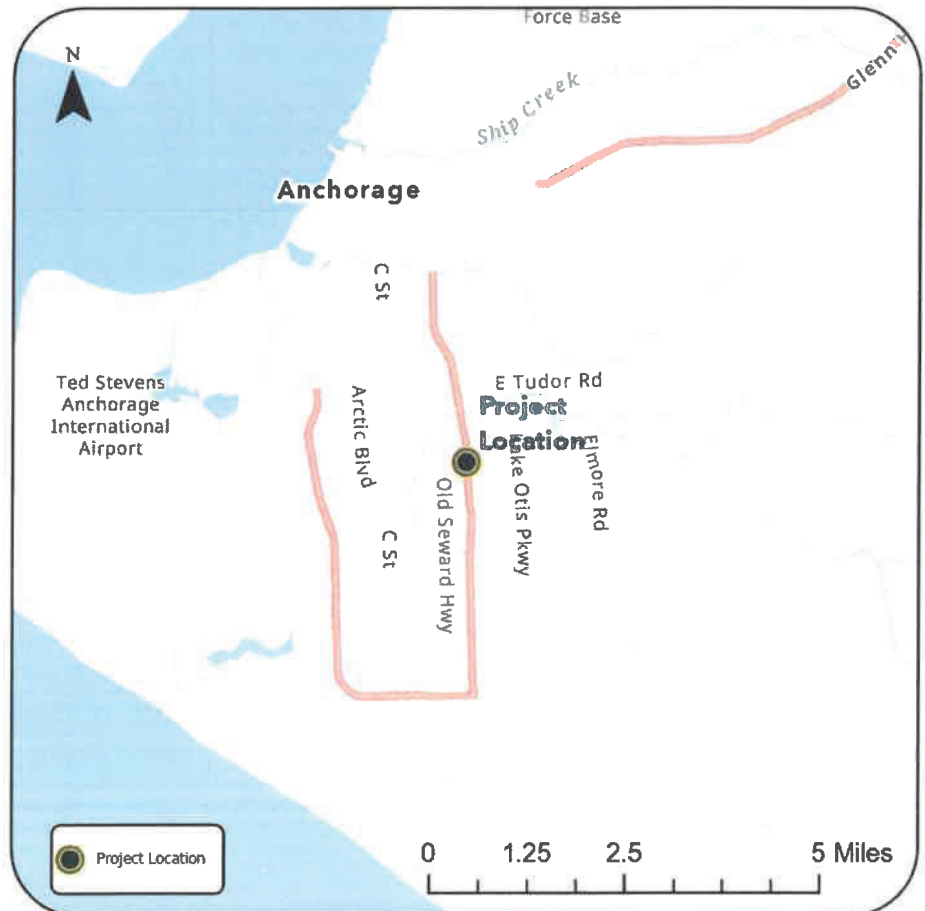 Force Base
Glenn H
N
Ship Creek
Anchorage
C St
Ted Stevens
Anchorage
International
Airport
E Tudor Rd
Arctic Blvd
Project
Location
Lake Otis Pkwy
Elmore Rd
Old Seward Hwy
C St
Project Location
0 1.25 2.5 5 Miles